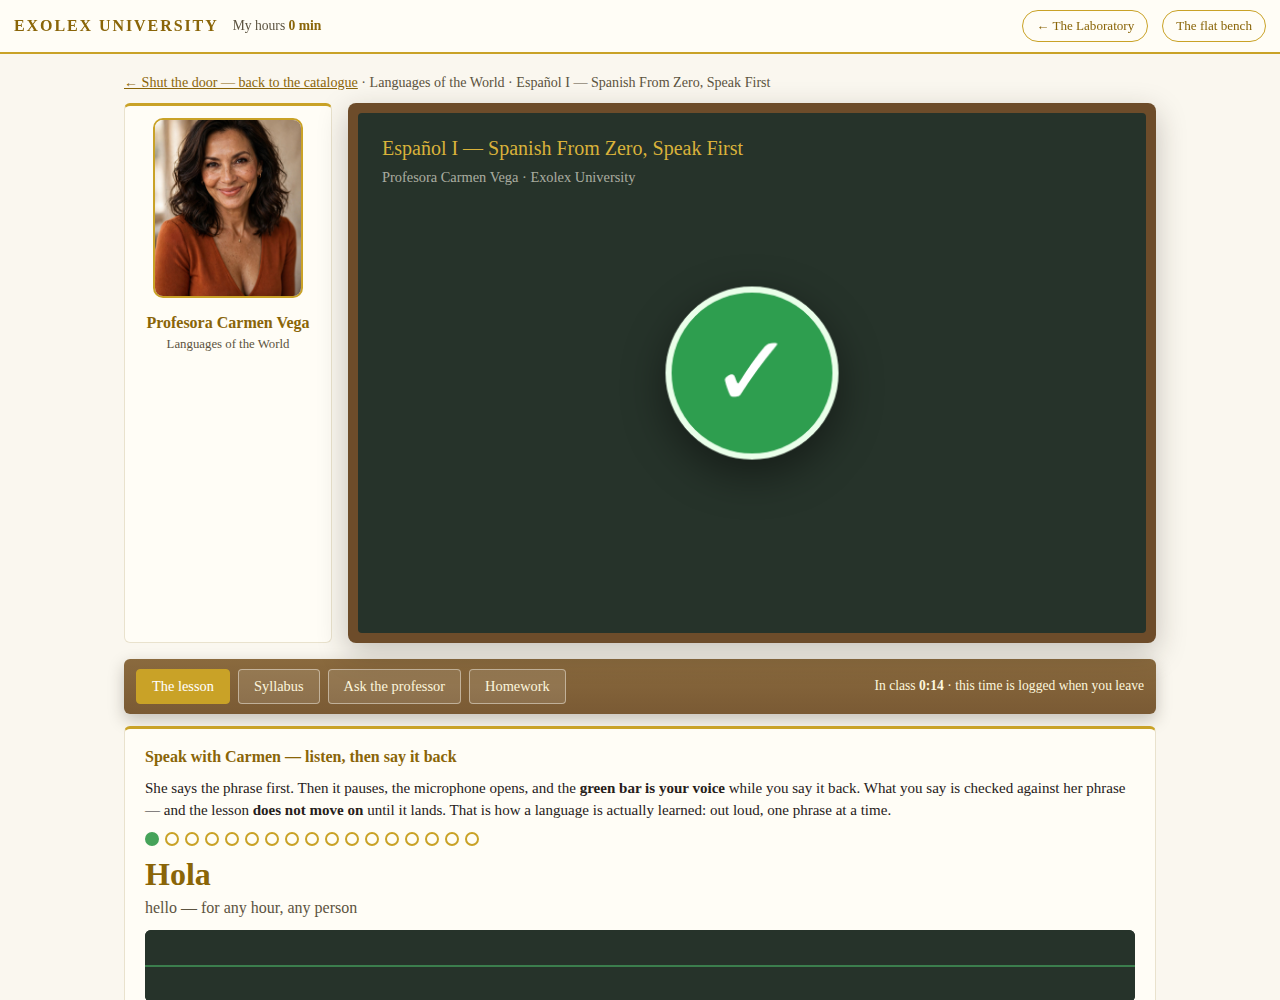 EXOLEX UNIVERSITY My hours 0 min ← The Laboratory The flat bench
← Shut the door — back to the catalogue · Languages of the World · Español I — Spanish From Zero, Speak First
Profesora Carmen Vega
Languages of the World
Español I — Spanish From Zero, Speak First
Profesora Carmen Vega · Exolex University
✓
The lesson Syllabus Ask the professor Homework In class 0:14 · this time is logged when you leave
Speak with Carmen — listen, then say it back
She says the phrase first. Then it pauses, the microphone opens, and the green bar is your voice while you say it back. What you say is checked against her phrase
— and the lesson does not move on until it lands. That is how a language is actually learned: out loud, one phrase at a time.
Hola
hello — for any hour, any person